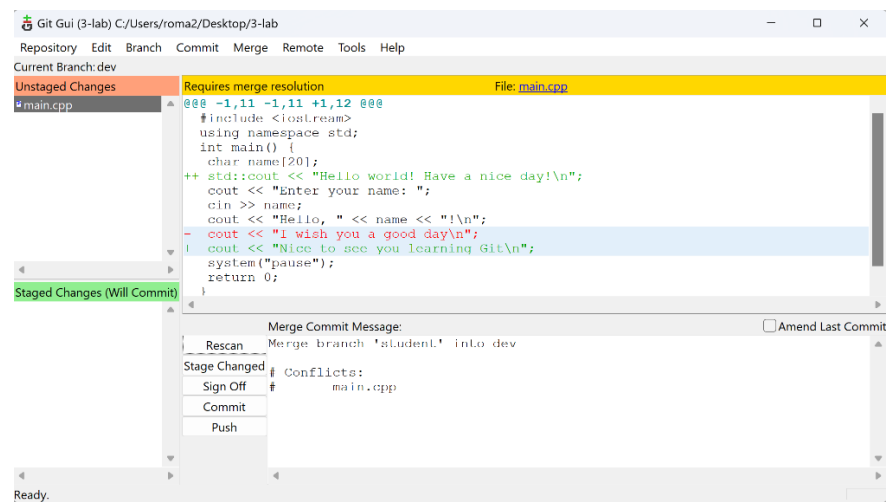 Git Gui (3-lab) C:/Users/roma2/Desktop/3-lab
Repository Edit Branch Commit Merge Remote Tools Help
Current Branch: dev
Unstaged Changes
main.cpp
Staged Changes (Will Commit)
Requires merge resolution File: main.cpp
@@@ -1,11 -1,11 +1,12 @@@
#include <iostream>
using namespace std;
int main() {
char name[20];
++ std::cout << "Hello world! Have a nice day!\n";
cout << "Enter your name: ";
cin >> name;
cout << "Hello, " << name << "!\n";
- cout << "I wish you a good day\n";
+ cout << "Nice to see you learning Git\n";
system("pause");
return 0;
}
Merge Commit Message: Amend Last Commit
Rescan
Stage Changed
Sign Off
Commit
Push
Merge branch 'student' into dev
# Conflicts:
# main.cpp
Ready.